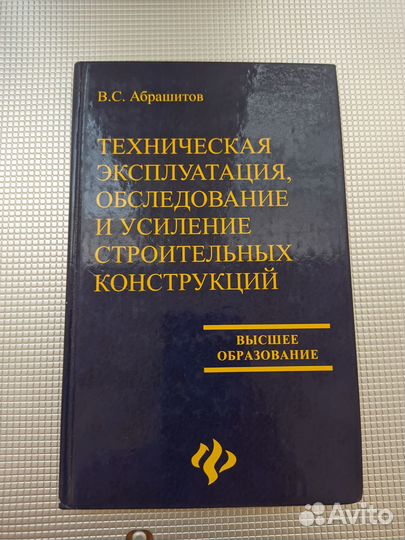 В.С. Абрашитов
ТЕХНИЧЕСКАЯ
ЭКСПЛУАТАЦИЯ,
ОБСЛЕДОВАНИЕ
И УСИЛЕНИЕ
СТРОИТЕЛЬНЫХ
КОНСТРУКЦИЙ
ВЫСШЕЕ
ОБРАЗОВАНИЕ
Avito